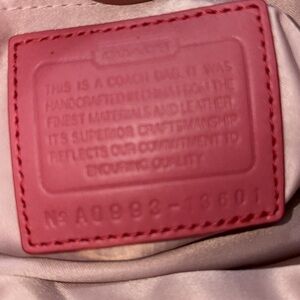 THIS IS A COACH BAG. IT WAS
HANDCRAFTED IN CHINA FROM THE
FINEST MATERIALS AND LEATHER.
ITS SUPERIOR CRAFTSMANSHIP
REFLECTS OUR COMMITMENT TO
ENDURING QUALITY.
No A0993-13601